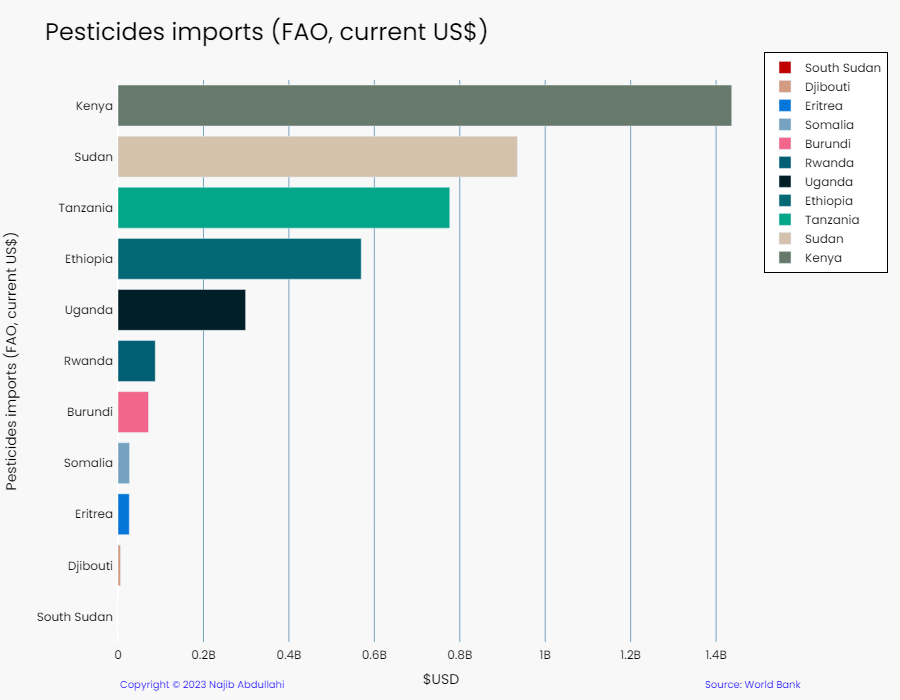 Pesticides imports (FAO, current US$)
South Sudan
Djibouti
Eritrea
Somalia
Burundi
Rwanda
Uganda
Ethiopia
Tanzania
Sudan
Kenya
Pesticides imports (FAO, current US$)
Kenya
Sudan
Tanzania
Ethiopia
Uganda
Rwanda
Burundi
Somalia
Eritrea
Djibouti
South Sudan
0 0.2B 0.4B 0.6B 0.8B 1B 1.2B 1.4B
$USD
Copyright © 2023 Najib Abdullahi
Source: World Bank